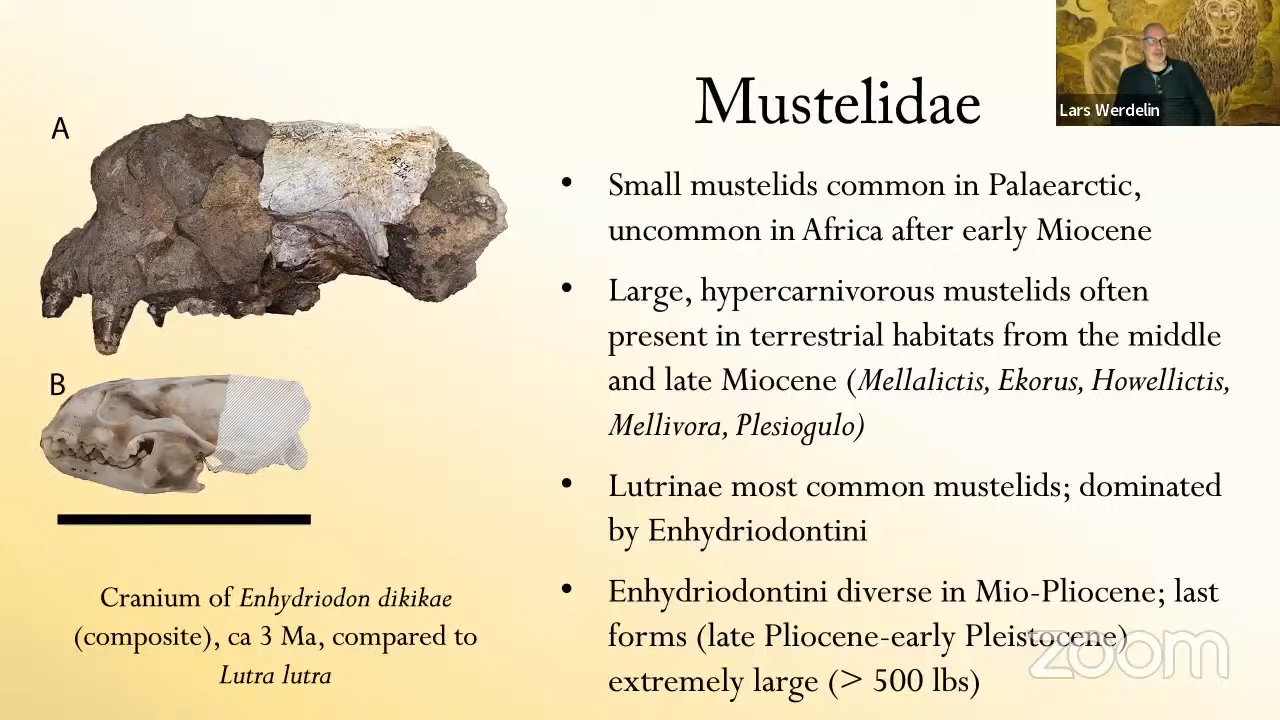 Mustelidae
Lars Werdelin
A
B
Cranium of Enhydriodon dikikae
(composite), ca 3 Ma, compared to
Lutra lutra
• Small mustelids common in Palaearctic,
uncommon in Africa after early Miocene
• Large, hypercarnivorous mustelids often
present in terrestrial habitats from the middle
and late Miocene (Mellalictis, Ekorus, Howellictis,
Mellivora, Plesiogulo)
• Lutrinae most common mustelids; dominated
by Enhydriodontini
• Enhydriodontini diverse in Mio-Pliocene; last
forms (late Pliocene-early Pleistocene)
extremely large (> 500 lbs)
zoom